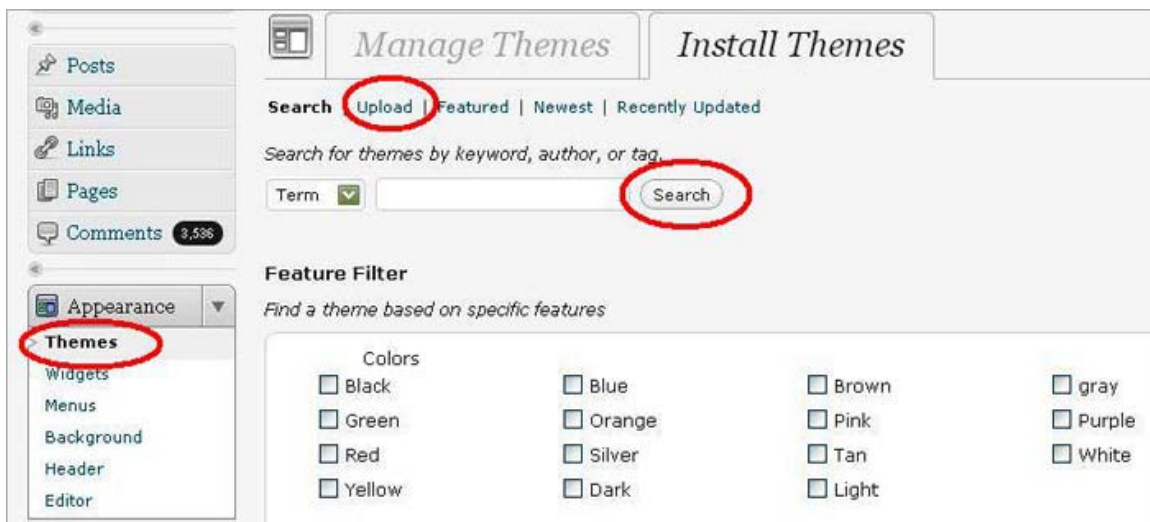 Posts
Media
Links
Pages
Comments 3,536
Appearance
Themes
Widgets
Menus
Background
Header
Editor
Manage Themes Install Themes
Search | Upload | Featured | Newest | Recently Updated
Search for themes by keyword, author, or tag.
Term Search
Feature Filter
Find a theme based on specific features
Colors
Black Blue Brown gray
Green Orange Pink Purple
Red Silver Tan White
Yellow Dark Light